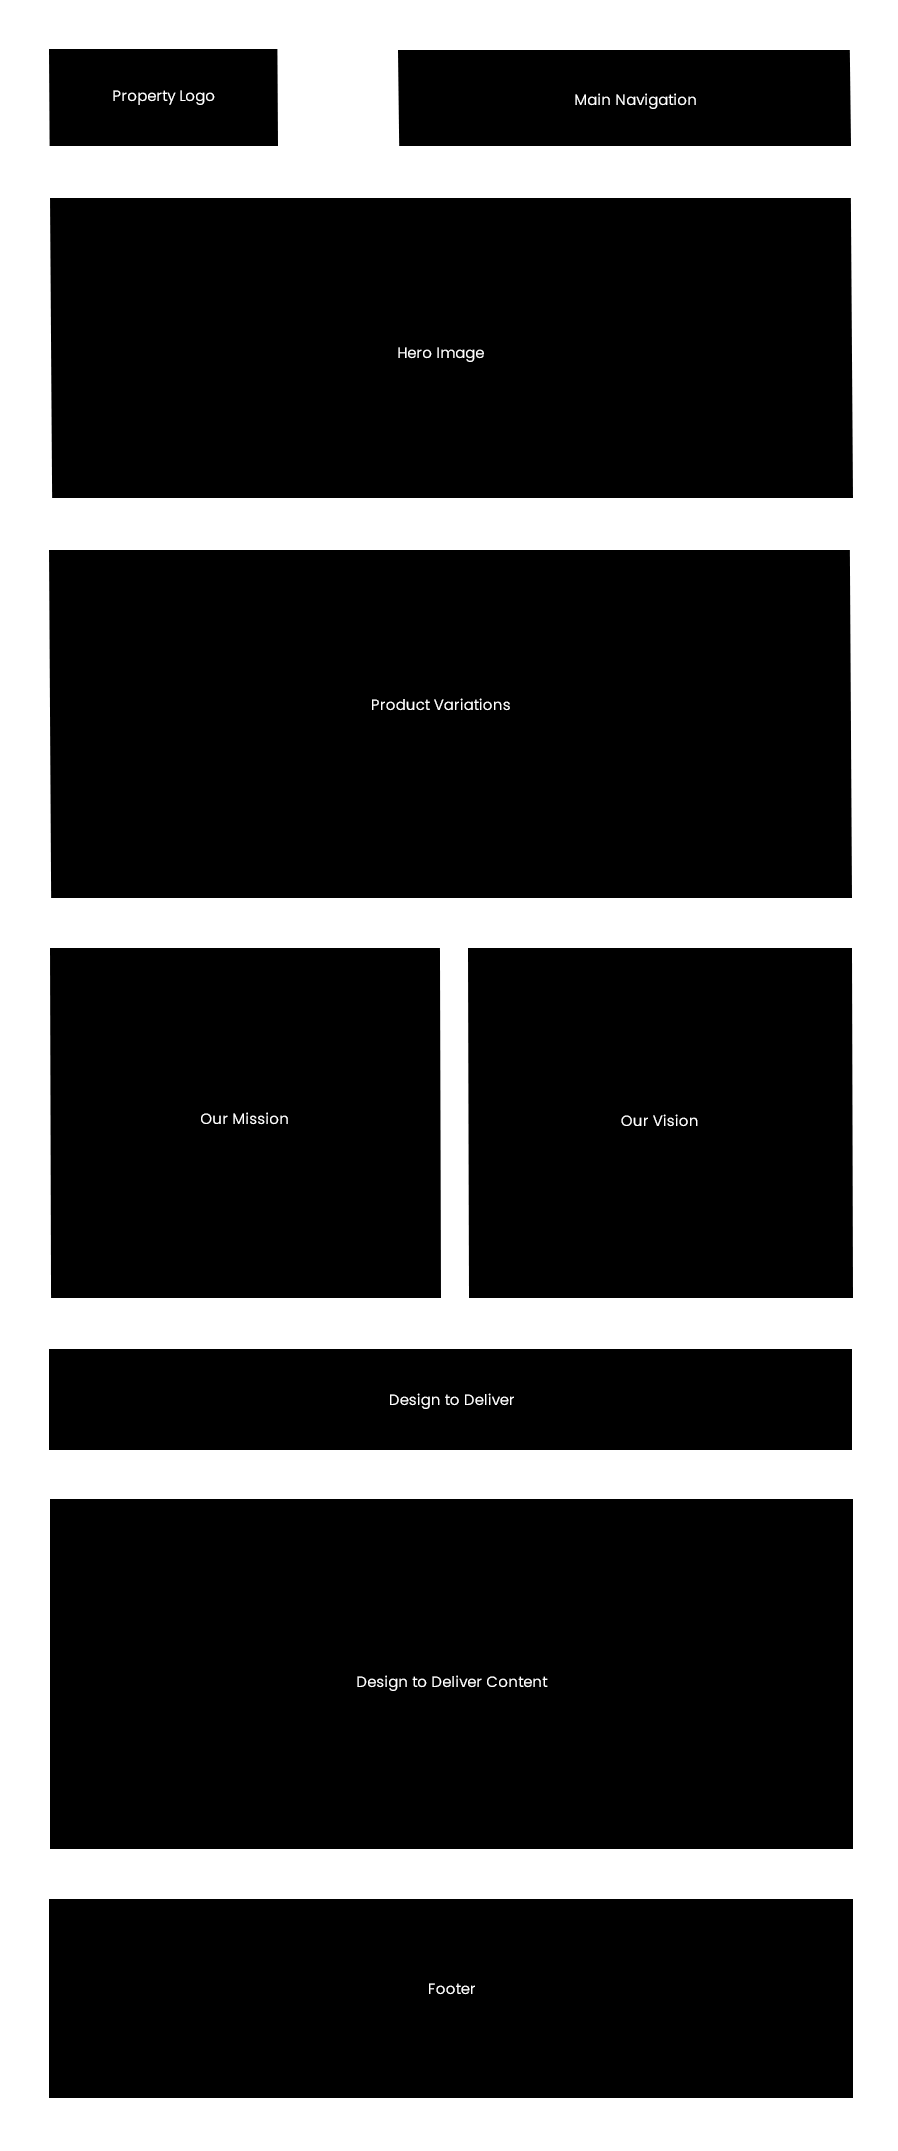 Property Logo
Main Navigation
Hero Image
Product Variations
Our Mission
Our Vision
Design to Deliver
Design to Deliver Content
Footer